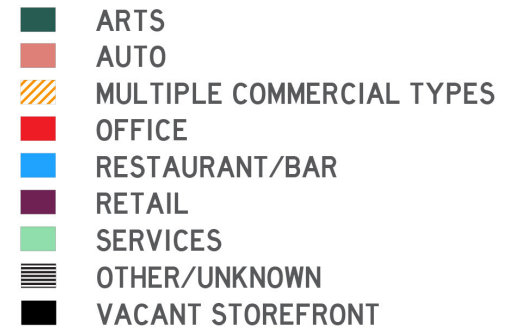 ARTS
AUTO
MULTIPLE COMMERCIAL TYPES
OFFICE
RESTAURANT/BAR
RETAIL
SERVICES
OTHER/UNKNOWN
VACANT STOREFRONT